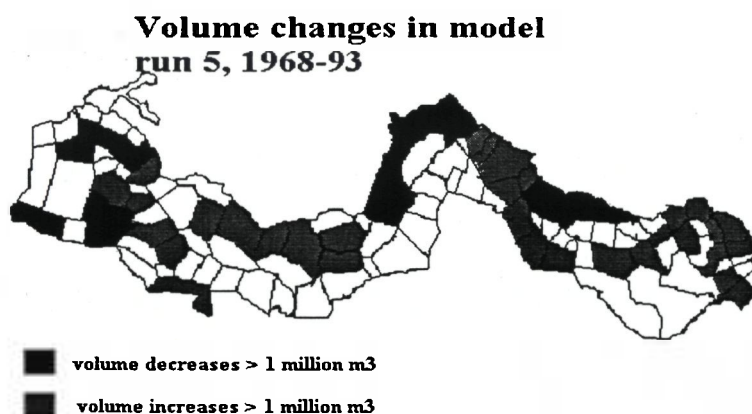 Volume changes in model
run 5, 1968-93
volume decreases > 1 million m3
volume increases > 1 million m3